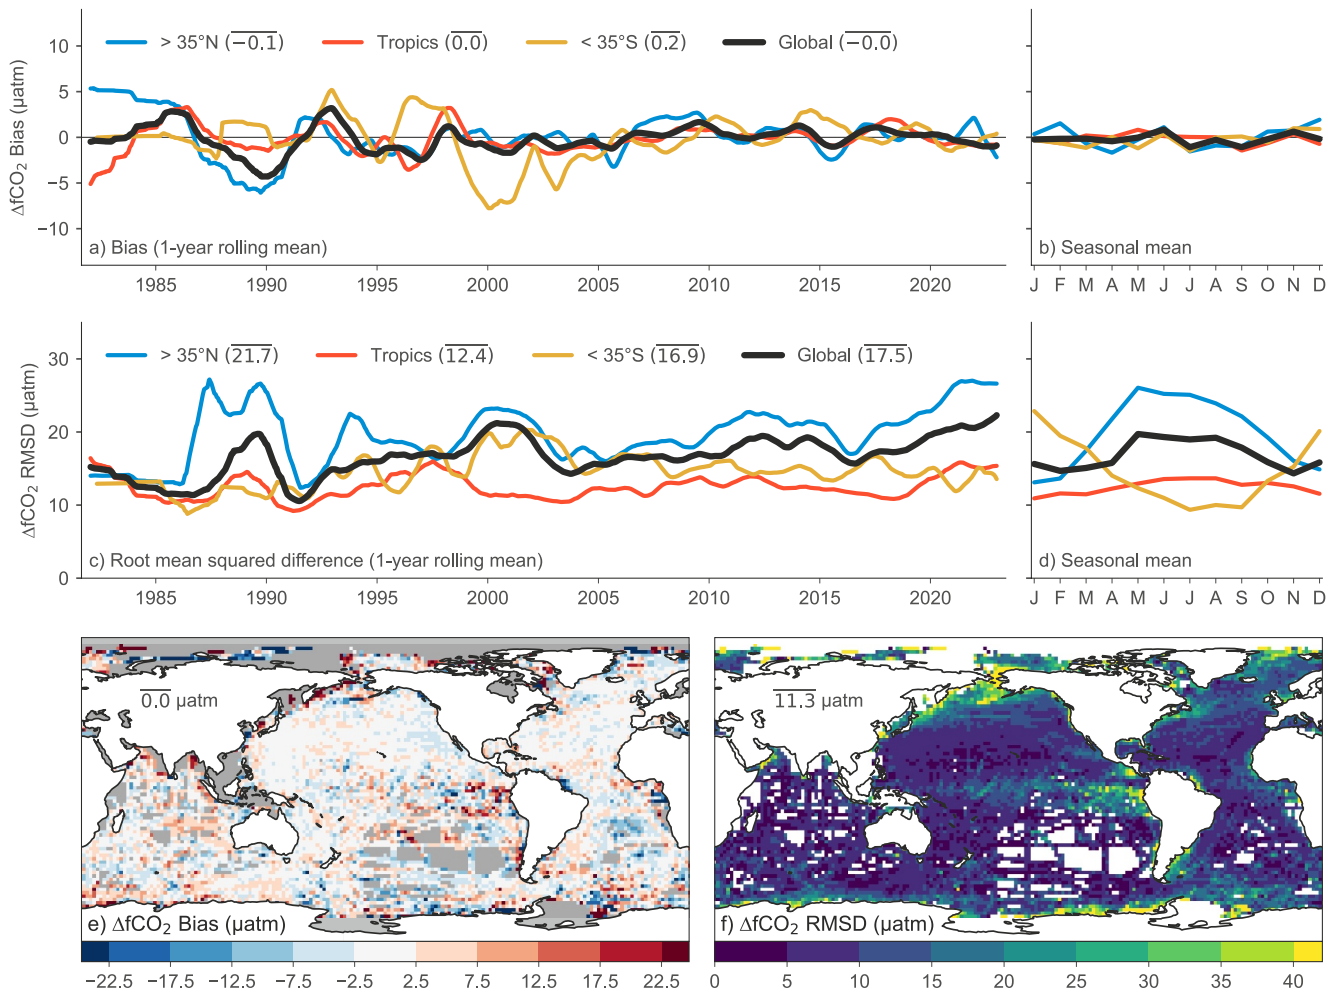 ΔfCO₂ Bias (μatm)
10
5
0
−5
−10
> 35°N (−0.1)
Tropics (0.0)
< 35°S (0.2)
Global (−0.0)
a) Bias (1-year rolling mean)
1985 1990 1995 2000 2005 2010 2015 2020
b) Seasonal mean
J F M A M J J A S O N D
ΔfCO₂ RMSD (μatm)
30
20
10
0
> 35°N (21.7)
Tropics (12.4)
< 35°S (16.9)
Global (17.5)
c) Root mean squared difference (1-year rolling mean)
1985 1990 1995 2000 2005 2010 2015 2020
d) Seasonal mean
J F M A M J J A S O N D
0.0 μatm
e) ΔfCO₂ Bias (μatm)
−22.5 −17.5 −12.5 −7.5 −2.5 2.5 7.5 12.5 17.5 22.5
11.3 μatm
f) ΔfCO₂ RMSD (μatm)
0 5 10 15 20 25 30 35 40